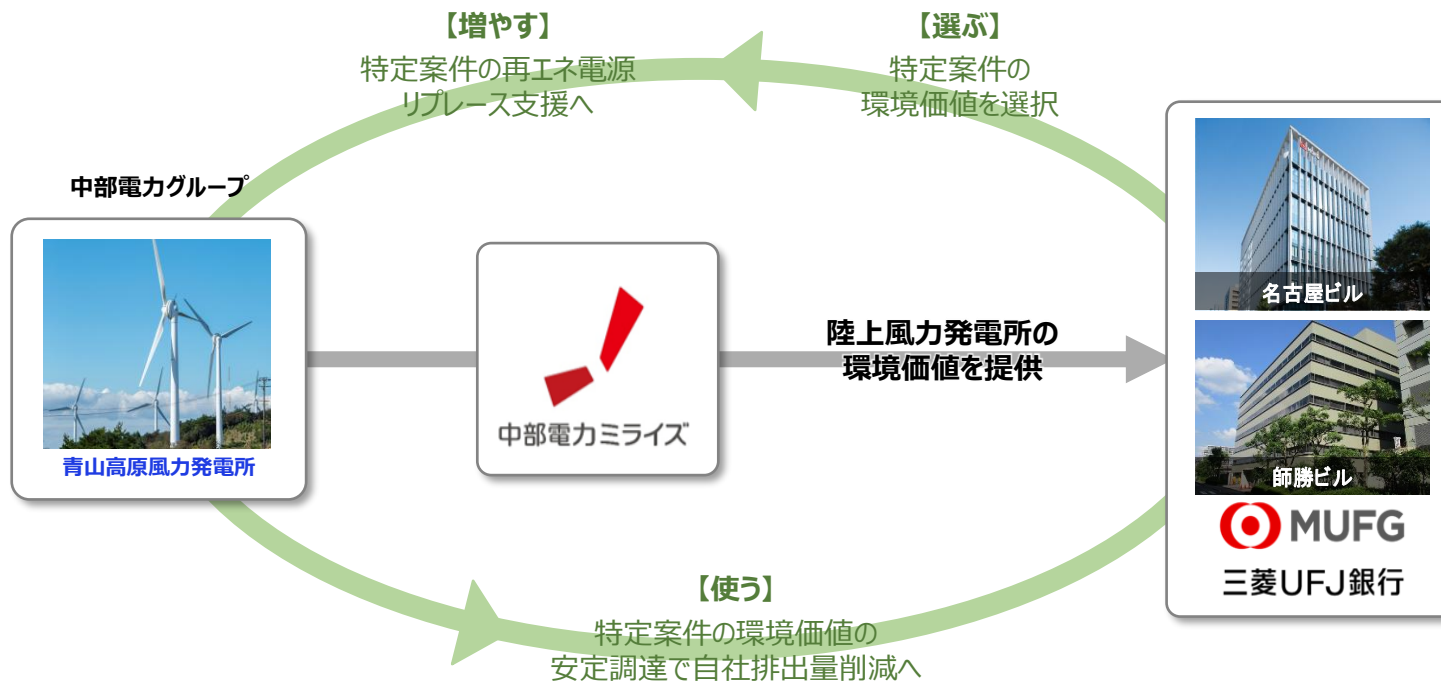 【増やす】
特定案件の再エネ電源
リプレース支援へ
【選ぶ】
特定案件の
環境価値を選択
中部電力グループ
青山高原風力発電所
中部電力ミライズ
陸上風力発電所の
環境価値を提供
名古屋ビル
師勝ビル
MUFG
三菱UFJ銀行
【使う】
特定案件の環境価値の
安定調達で自社排出量削減へ